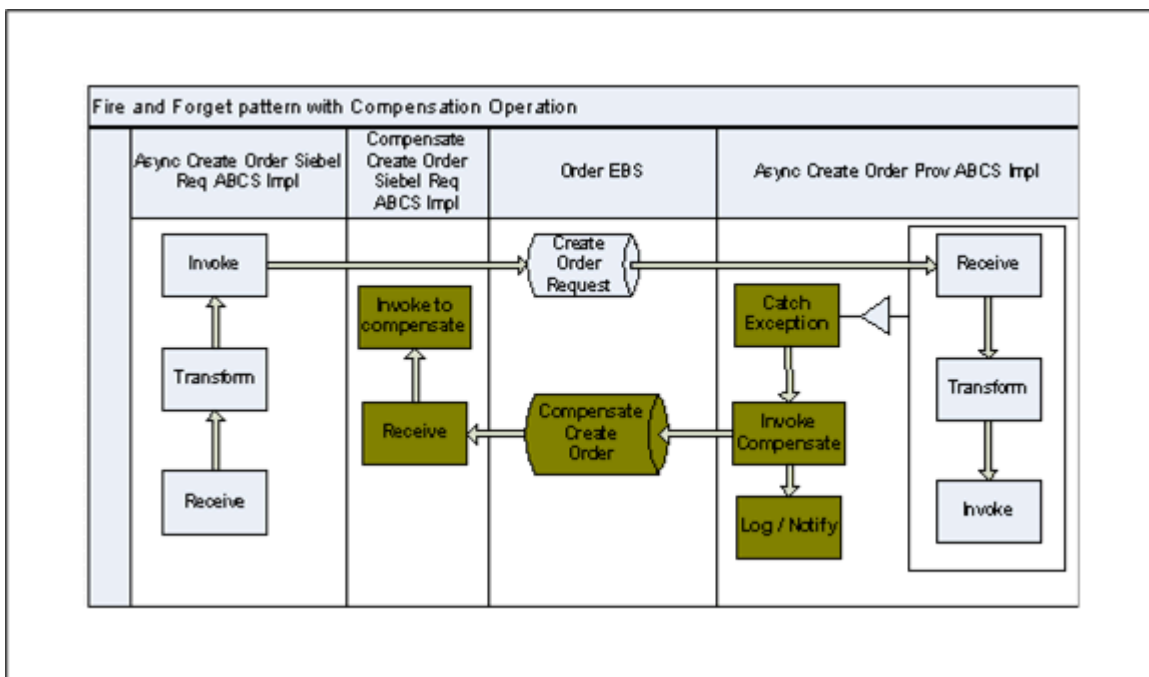 Fire and Forget pattern with Compensation Operation
Async Create Order Siebel
Req ABCS Impl
Compensate
Create Order
Siebel Req
ABCS Impl
Order EBS
Async Create Order Prov ABCS Impl
Invoke
Create
Order
Request
Receive
Invoke to
compensate
Catch
Exception
Transform
Transform
Receive
Compensate
Create
Order
Invoke
Compensate
Receive
Log / Notify
Invoke